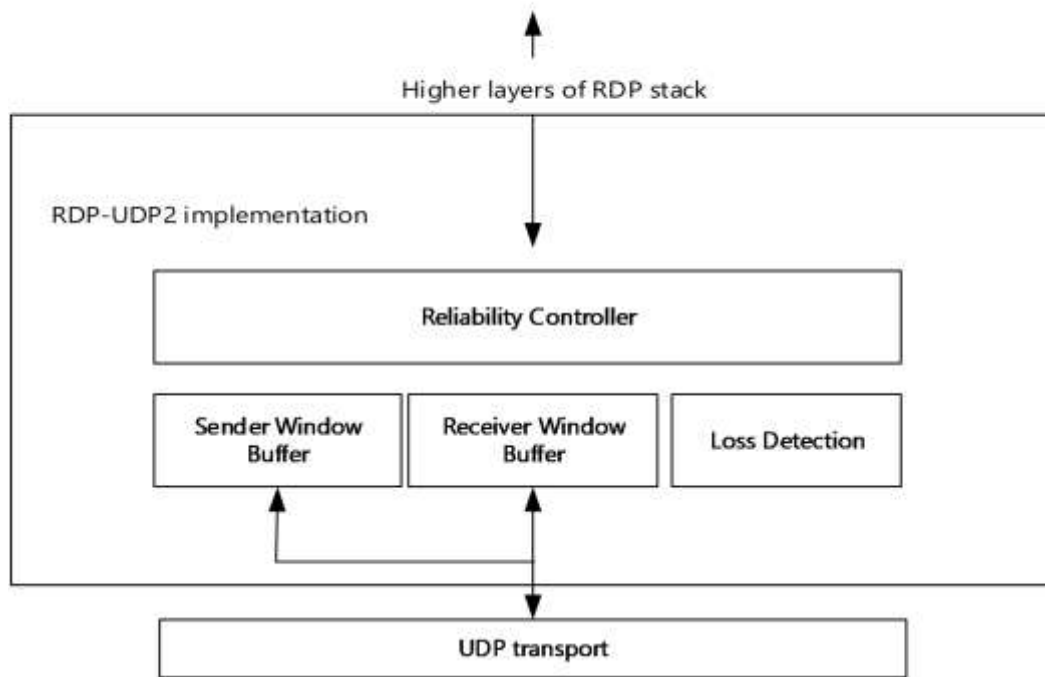 Higher layers of RDP stack
RDP-UDP2 implementation
Reliability Controller
Sender Window
Buffer
Receiver Window
Buffer
Loss Detection
UDP transport